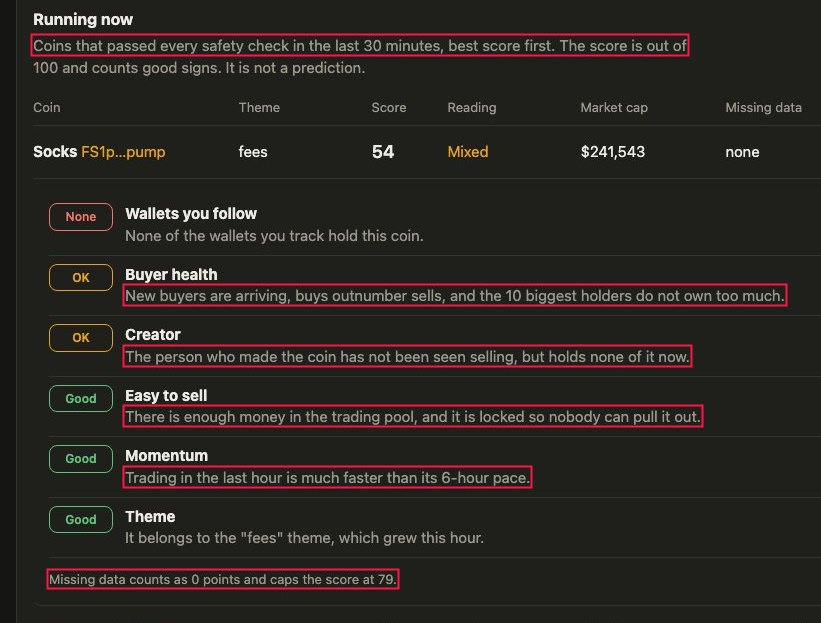 Running now
Coins that passed every safety check in the last 30 minutes, best score first. The score is out of
100 and counts good signs. It is not a prediction.
Coin Theme Score Reading Market cap Missing data
Socks FS1p...pump fees 54 Mixed $241,543 none
None Wallets you follow
None of the wallets you track hold this coin.
OK Buyer health
New buyers are arriving, buys outnumber sells, and the 10 biggest holders do not own too much.
OK Creator
The person who made the coin has not been seen selling, but holds none of it now.
Good Easy to sell
There is enough money in the trading pool, and it is locked so nobody can pull it out.
Good Momentum
Trading in the last hour is much faster than its 6-hour pace.
Good Theme
It belongs to the "fees" theme, which grew this hour.
Missing data counts as 0 points and caps the score at 79.